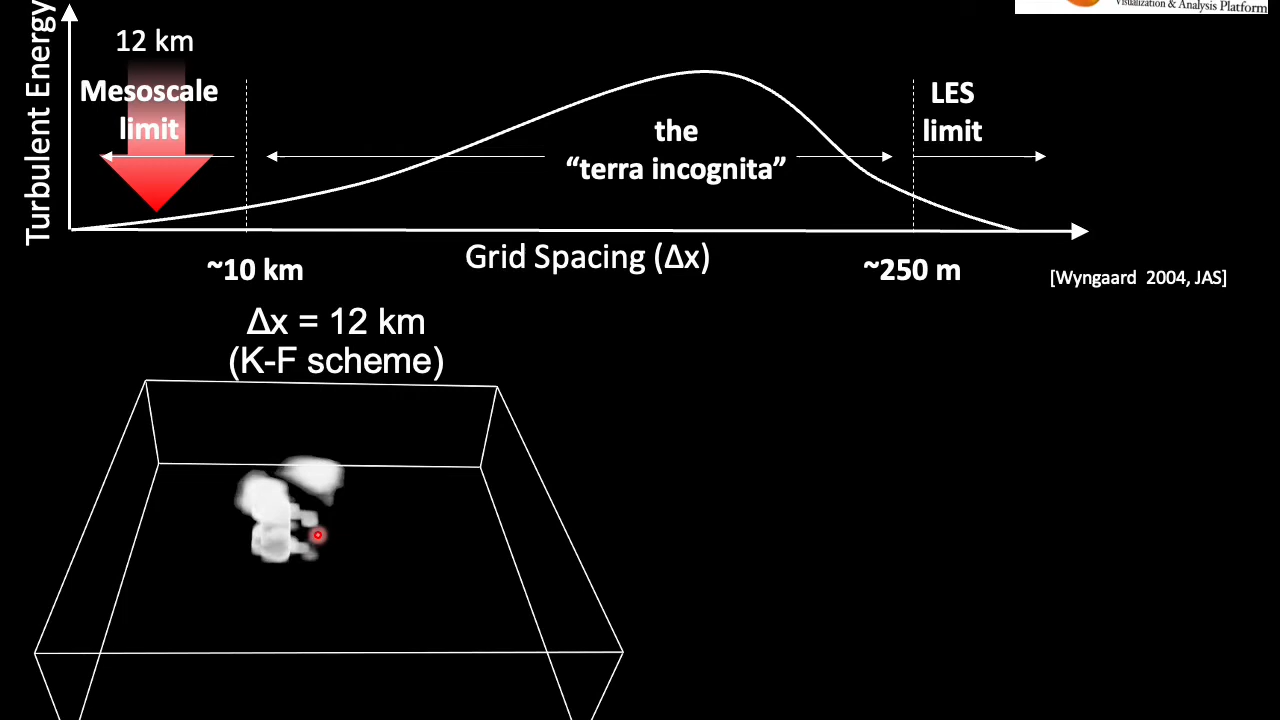 Visualization & Analysis Platform
Turbulent Energy
12 km
Mesoscale
limit
the
“terra incognita”
LES
limit
~10 km
Grid Spacing (Δx)
~250 m
[Wyngaard 2004, JAS]
Δx = 12 km
(K-F scheme)